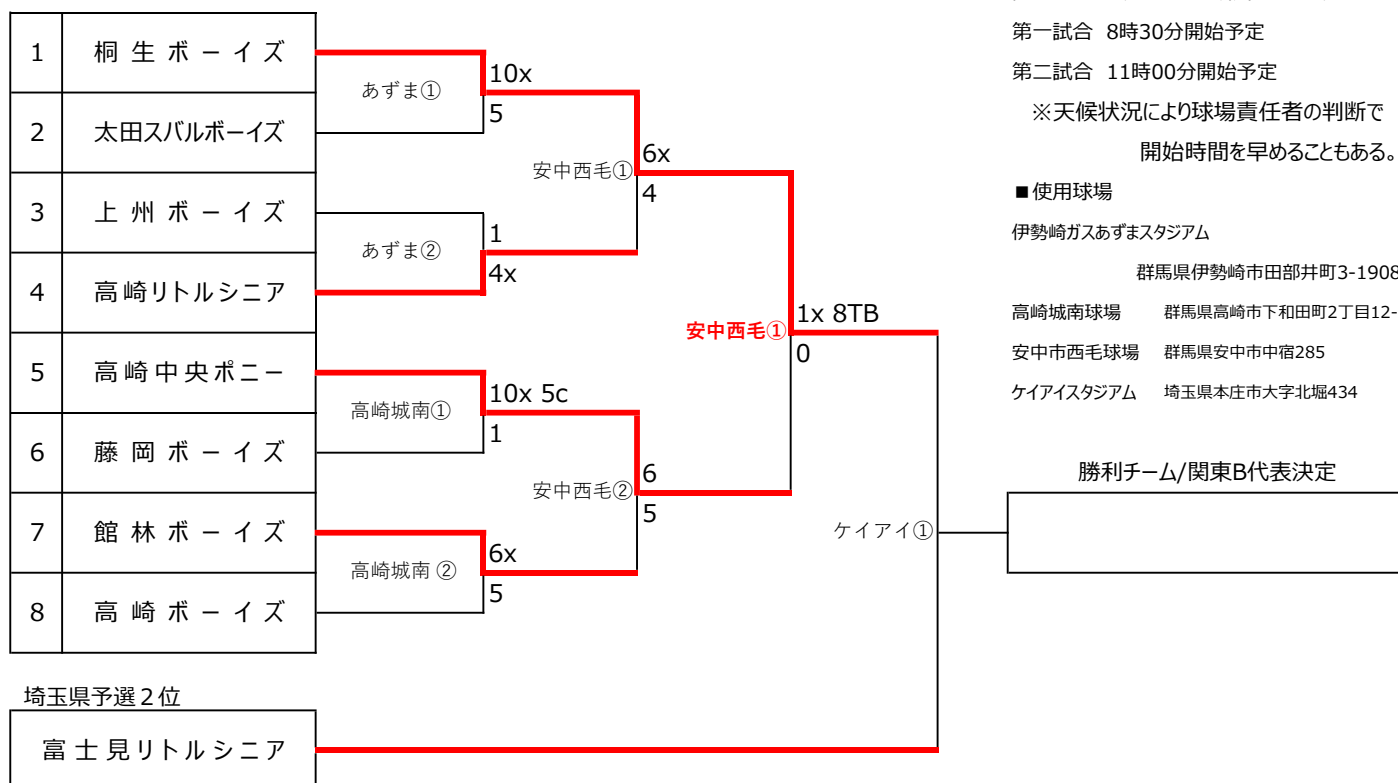 1 桐生ボーイズ
2 太田スバルボーイズ
3 上州ボーイズ
4 高崎リトルシニア
5 高崎中央ポニー
6 藤岡ボーイズ
7 館林ボーイズ
8 高崎ボーイズ
埼玉県予選２位
富士見リトルシニア
あずま①
10x
5
あずま②
1
4x
高崎城南①
10x 5c
1
高崎城南 ②
6x
5
安中西毛①
6x
4
安中西毛②
6
5
安中西毛①
1x 8TB
0
ケイアイ①
第一試合 8時30分開始予定
第二試合 11時00分開始予定
※天候状況により球場責任者の判断で
開始時間を早めることもある。
■使用球場
伊勢崎ガスあずまスタジアム
群馬県伊勢崎市田部井町3-1908
高崎城南球場 群馬県高崎市下和田町2丁目12-
安中市西毛球場 群馬県安中市中宿285
ケイアイスタジアム 埼玉県本庄市大字北堀434
勝利チーム/関東B代表決定